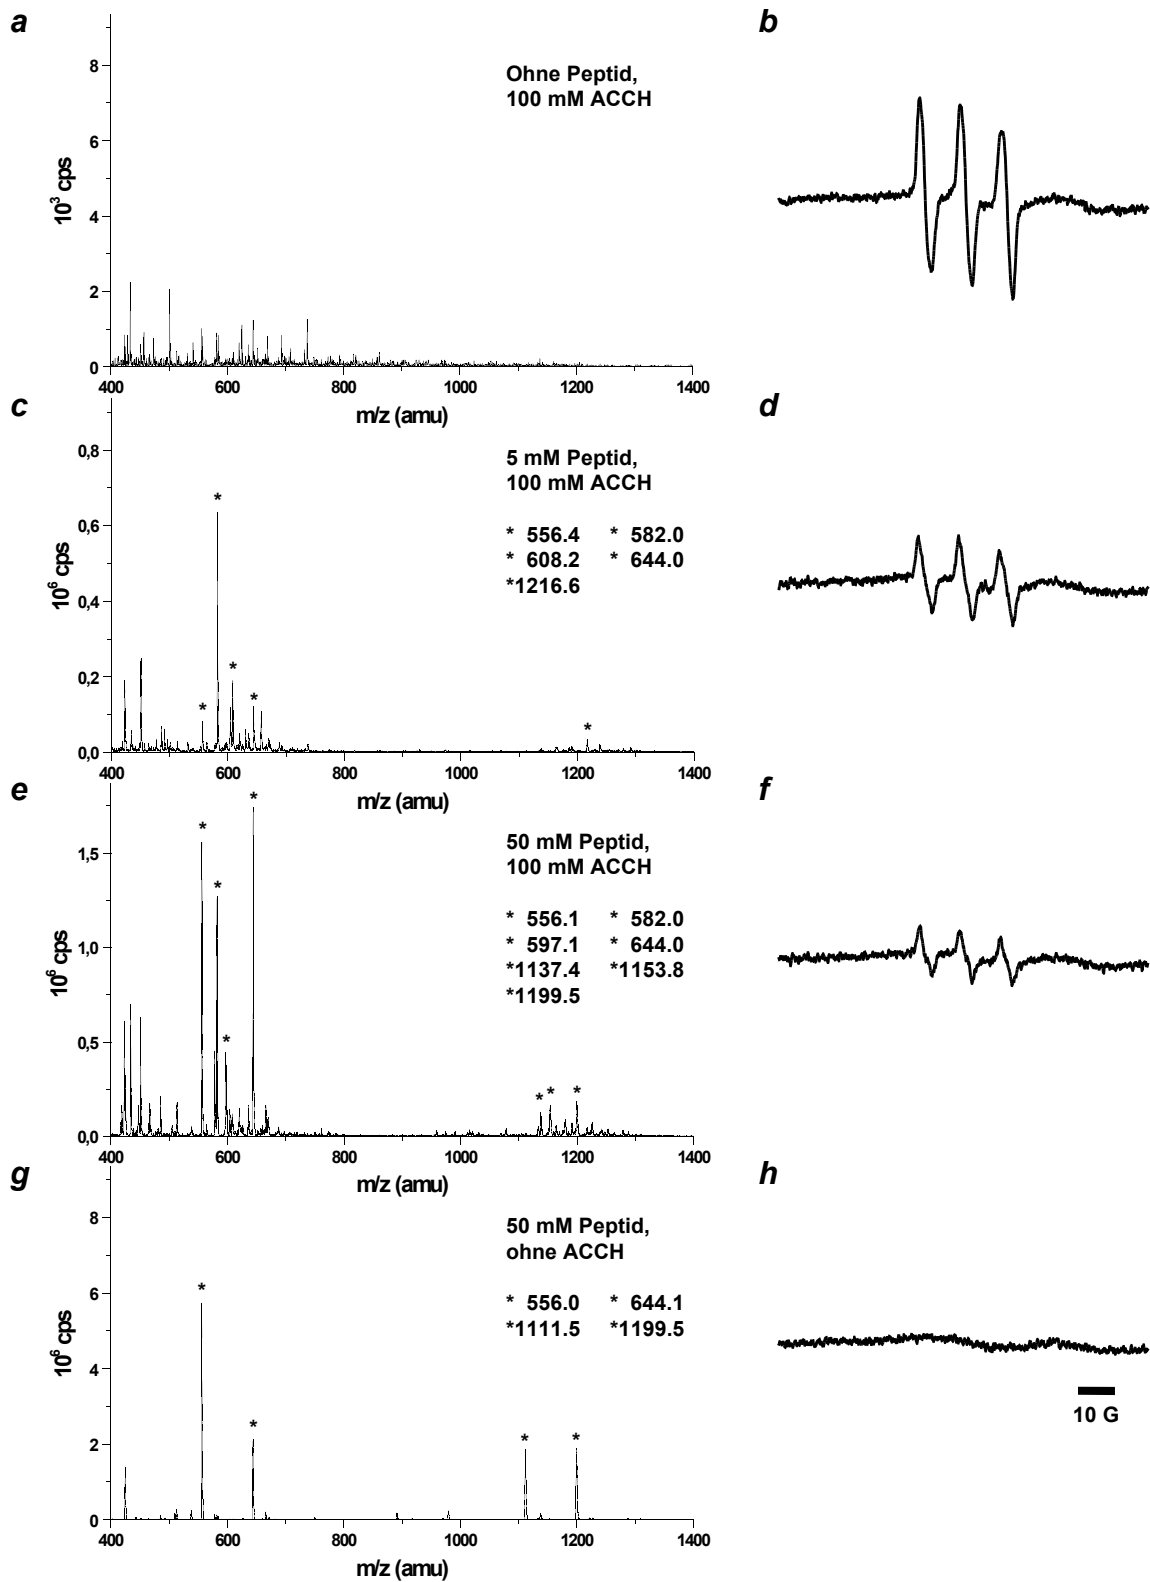 a
b
8
6
4
2
0
10³ cps
Ohne Peptid,
100 mM ACCH
400 600 800 1000 1200 1400
m/z (amu)
c
d
0,8
0,6
0,4
0,2
0,0
10⁶ cps
5 mM Peptid,
100 mM ACCH
* 556.4 * 582.0
* 608.2 * 644.0
*1216.6
*
*
*
*
*
400 600 800 1000 1200 1400
m/z (amu)
e
f
1,5
1,0
0,5
0,0
10⁶ cps
50 mM Peptid,
100 mM ACCH
* 556.1 * 582.0
* 597.1 * 644.0
*1137.4 *1153.8
*1199.5
*
*
*
*
* * *
400 600 800 1000 1200 1400
m/z (amu)
g
h
8
6
4
2
0
10⁶ cps
50 mM Peptid,
ohne ACCH
* 556.0 * 644.1
*1111.5 *1199.5
*
*
* *
400 600 800 1000 1200 1400
m/z (amu)
10 G